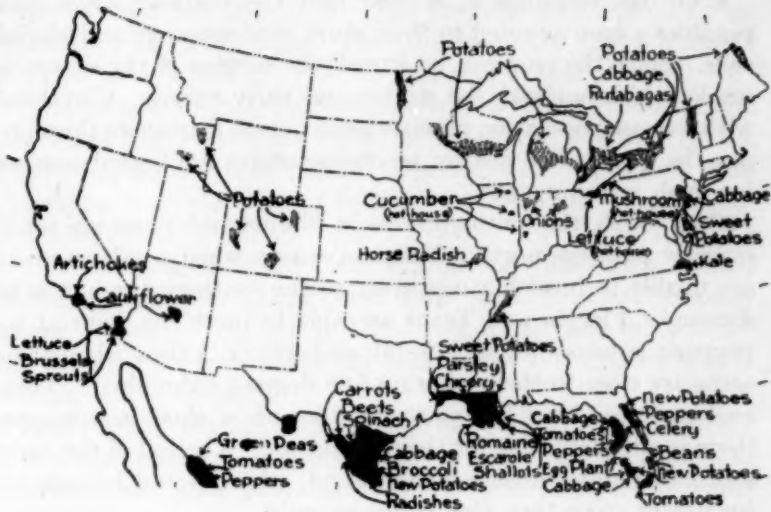 Potatoes
Potatoes
Cabbage
Rutabagas
Potatoes
Cucumber
(hot house)
Onions
Mushroom
(hot house)
Cabbage
Sweet
Potatoes
Kale
Lettuce
Horse Radish
Artichokes
Cauliflower
Lettuce
Brussels
Sprouts
Sweet Potatoes
Parsley
Chicory
Carrots
Beets
Spinach
Green Peas
Tomatoes
Peppers
Cabbage
Broccoli
new Potatoes
Radishes
Romaine
Escarole
Shallots
Cabbage
Tomatoes
Peppers
Egg Plant
Cabbage
new Potatoes
Peppers
Celery
Beans
new Potatoes
Tomatoes